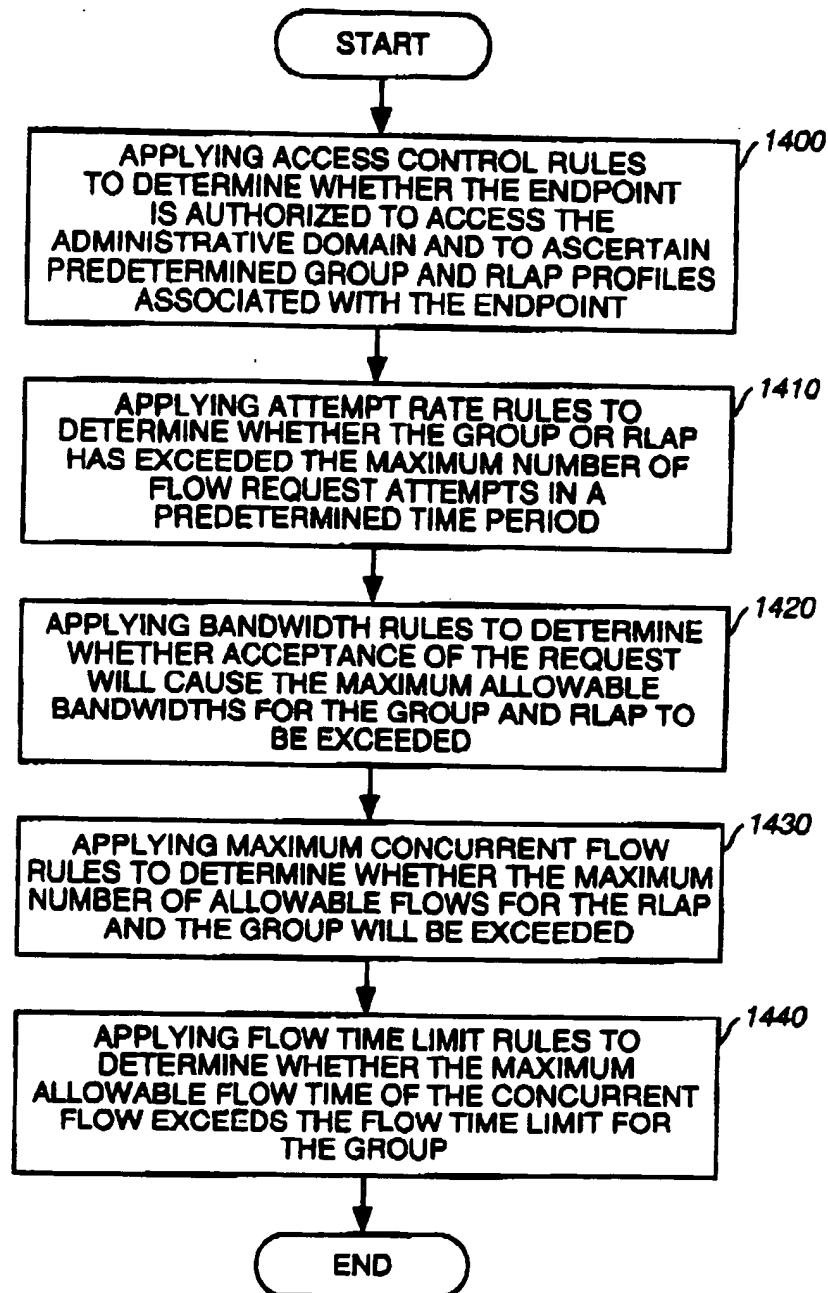 START
1400
APPLYING ACCESS CONTROL RULES
TO DETERMINE WHETHER THE ENDPOINT
IS AUTHORIZED TO ACCESS THE
ADMINISTRATIVE DOMAIN AND TO ASCERTAIN
PREDETERMINED GROUP AND RLAP PROFILES
ASSOCIATED WITH THE ENDPOINT
1410
APPLYING ATTEMPT RATE RULES TO
DETERMINE WHETHER THE GROUP OR RLAP
HAS EXCEEDED THE MAXIMUM NUMBER OF
FLOW REQUEST ATTEMPTS IN A
PREDETERMINED TIME PERIOD
1420
APPLYING BANDWIDTH RULES TO DETERMINE
WHETHER ACCEPTANCE OF THE REQUEST
WILL CAUSE THE MAXIMUM ALLOWABLE
BANDWIDTHS FOR THE GROUP AND RLAP TO
BE EXCEEDED
1430
APPLYING MAXIMUM CONCURRENT FLOW
RULES TO DETERMINE WHETHER THE MAXIMUM
NUMBER OF ALLOWABLE FLOWS FOR THE RLAP
AND THE GROUP WILL BE EXCEEDED
1440
APPLYING FLOW TIME LIMIT RULES TO
DETERMINE WHETHER THE MAXIMUM
ALLOWABLE FLOW TIME OF THE CONCURRENT
FLOW EXCEEDS THE FLOW TIME LIMIT FOR
THE GROUP
END